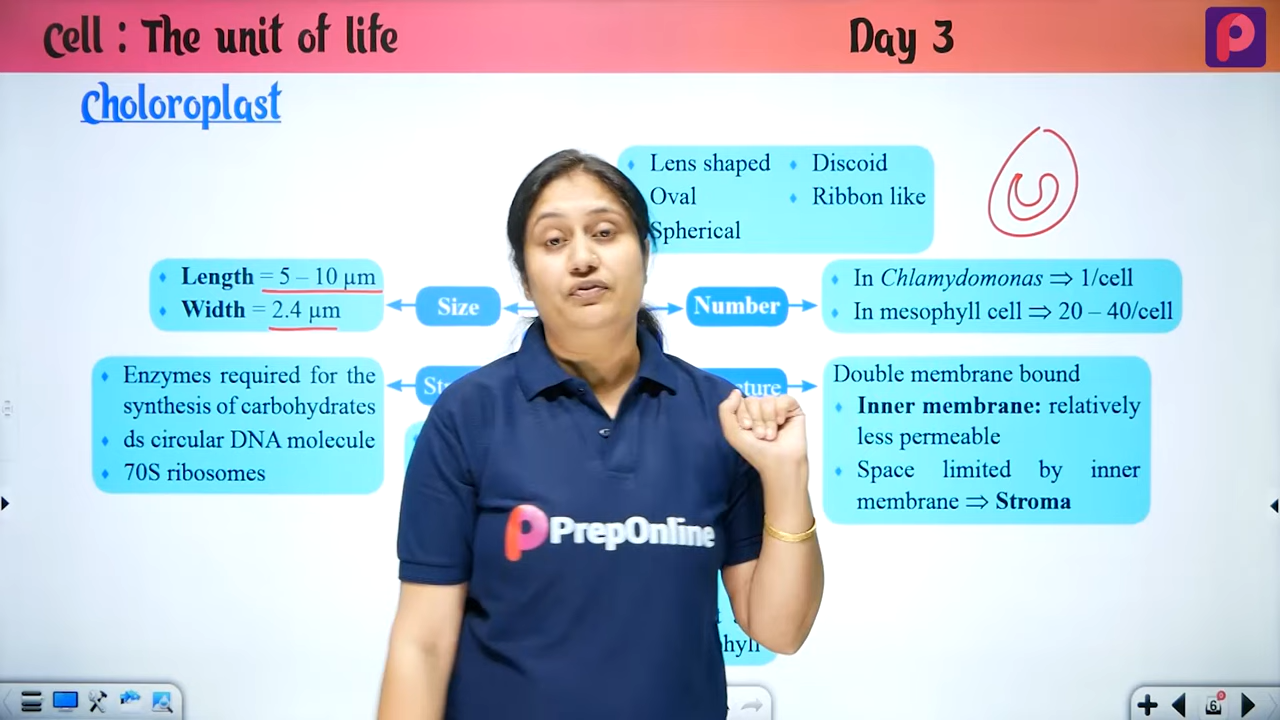 Cell : The unit of life
Day 3
Choloroplast
Lens shaped
Discoid
Oval
Ribbon like
Spherical
Length = 5 – 10 µm
Width = 2.4 µm
Size
Number
In Chlamydomonas ⇒ 1/cell
In mesophyll cell ⇒ 20 – 40/cell
Enzymes required for the
synthesis of carbohydrates
ds circular DNA molecule
70S ribosomes
Double membrane bound
Inner membrane: relatively
less permeable
Space limited by inner
membrane ⇒ Stroma
PrepOnline
6